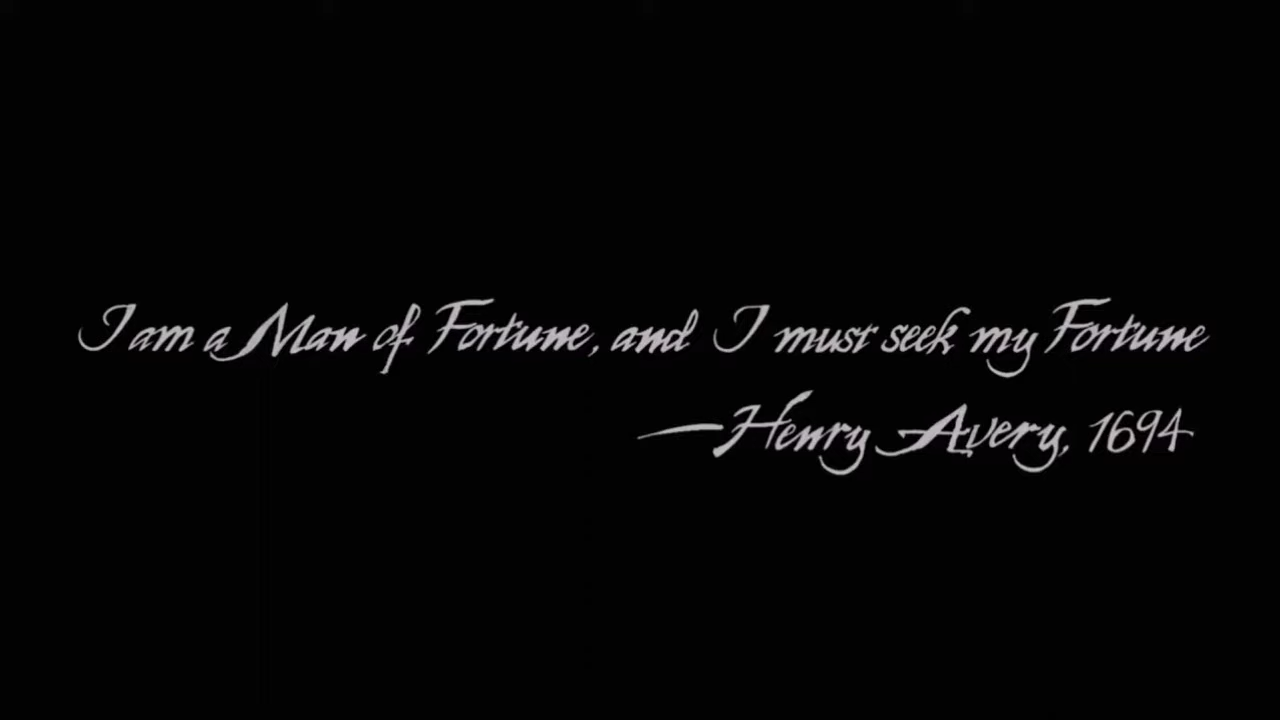 I am a Man of Fortune, and I must seek my Fortune
—Henry Avery, 1694